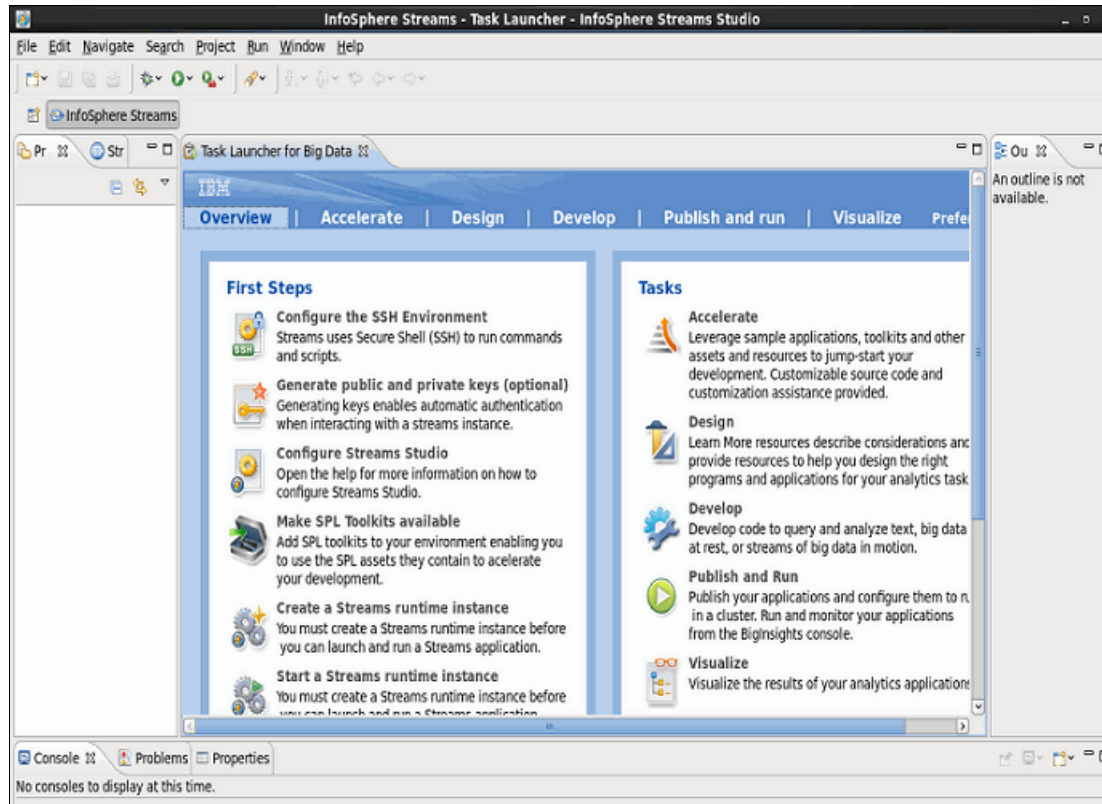 InfoSphere Streams - Task Launcher - InfoSphere Streams Studio
File Edit Navigate Search Project Run Window Help
InfoSphere Streams
Pr
Str
Task Launcher for Big Data
Ou
An outline is not
available.
IBM
Overview | Accelerate | Design | Develop | Publish and run | Visualize Prefe
First Steps
Configure the SSH Environment
Streams uses Secure Shell (SSH) to run commands
and scripts.
SSH
Generate public and private keys (optional)
Generating keys enables automatic authentication
when interacting with a streams instance.
Configure Streams Studio
Open the help for more information on how to
configure Streams Studio.
Make SPL Toolkits available
Add SPL toolkits to your environment enabling you
to use the SPL assets they contain to acelerate
your development.
Create a Streams runtime instance
You must create a Streams runtime instance before
you can launch and run a Streams application.
Start a Streams runtime instance
You must create a Streams runtime instance before
you can launch and run a Streams application
Tasks
Accelerate
Leverage sample applications, toolkits and other
assets and resources to jump-start your
development. Customizable source code and
customization assistance provided.
Design
Learn More resources describe considerations and
provide resources to help you design the right
programs and applications for your analytics task
Develop
Develop code to query and analyze text, big data
at rest, or streams of big data in motion.
Publish and Run
Publish your applications and configure them to
in a cluster. Run and monitor your applications
from the BigInsights console.
Visualize
Visualize the results of your analytics applications
Console
Problems
Properties
No consoles to display at this time.